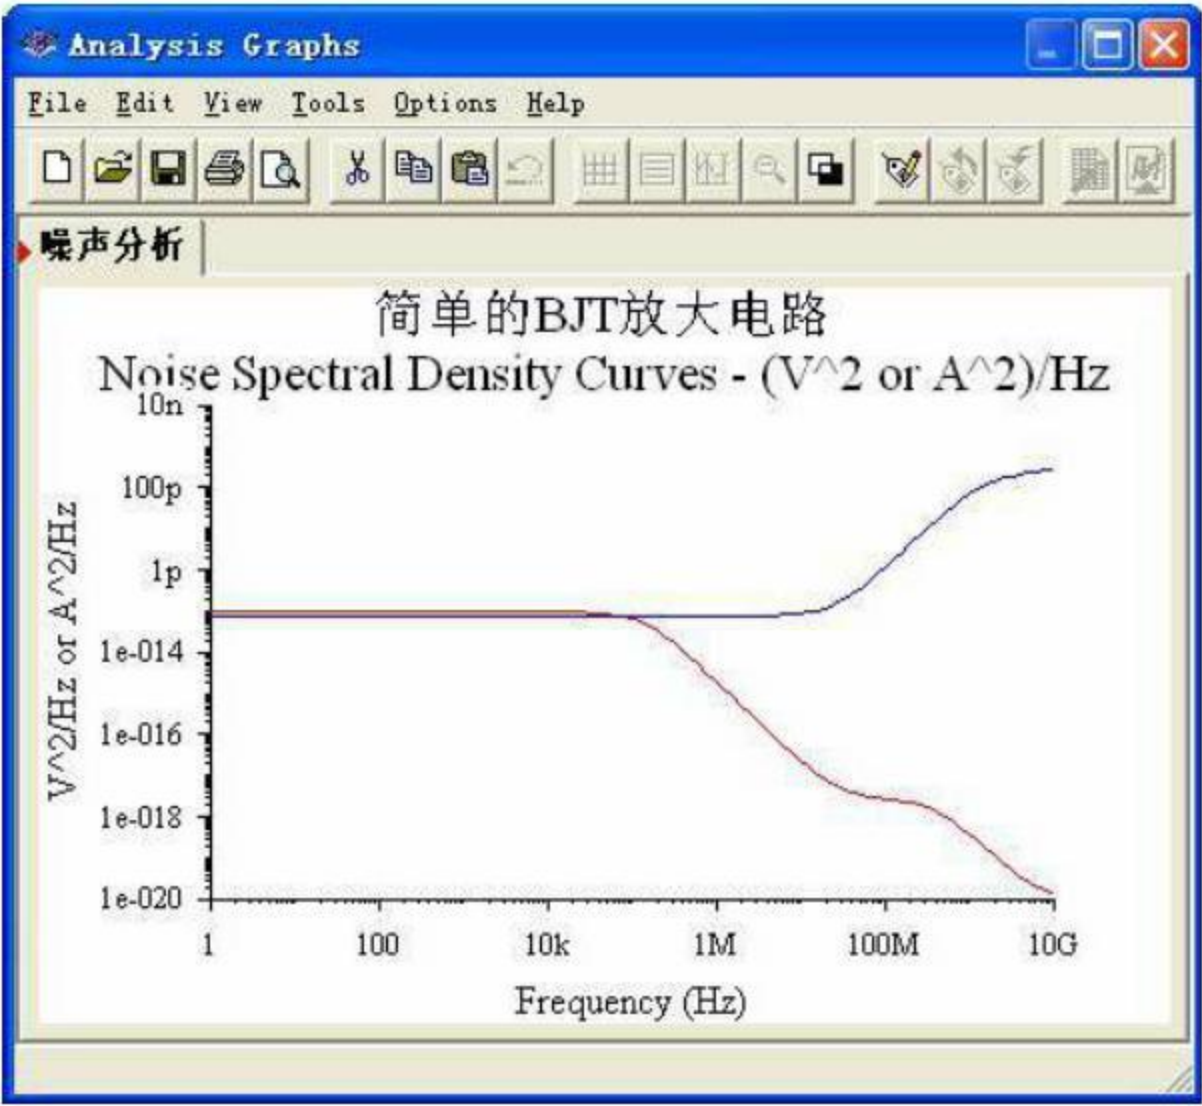 Analysis Graphs
File Edit View Tools Options Help
噪声分析
简单的BJT放大电路
Noise Spectral Density Curves - (V^2 or A^2)/Hz
10n
100p
1p
1e-014
1e-016
1e-018
1e-020
V^2/Hz or A^2/Hz
1 100 10k 1M 100M 10G
Frequency (Hz)